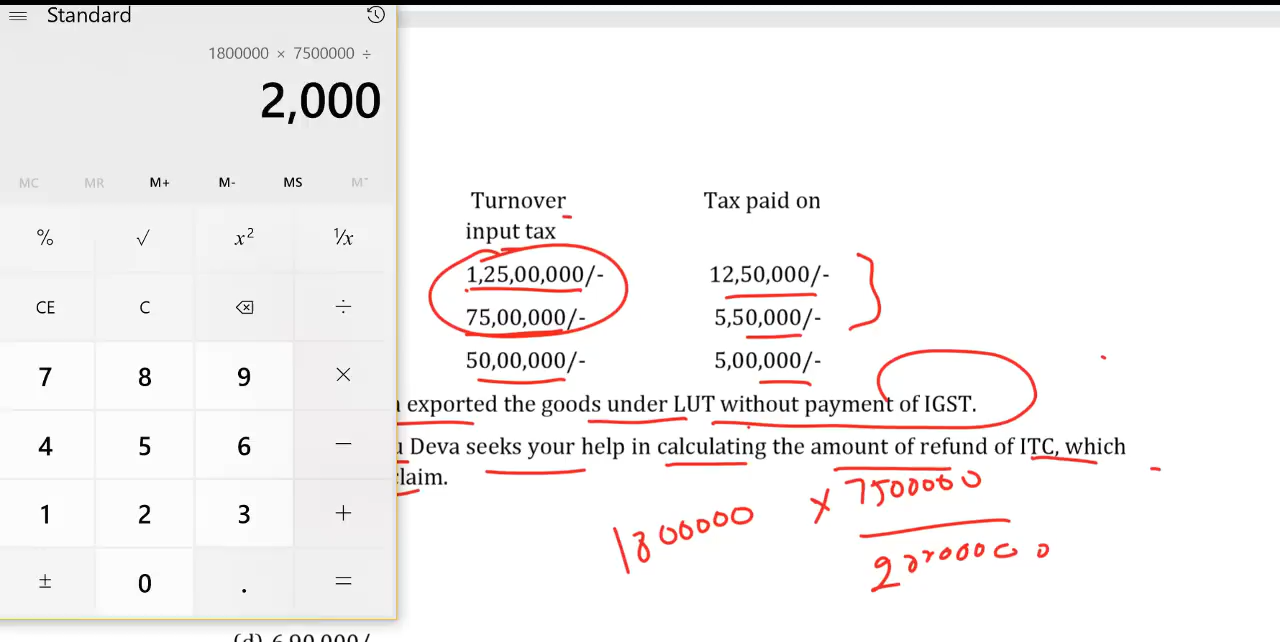 Standard
1800000 × 7500000 ÷
2,000
MC MR M+ M- MS M˅
% √ x² ¹/x
CE C ⌫ ÷
7 8 9 ×
4 5 6 −
1 2 3 +
± 0 . =
Turnover Tax paid on
input tax
1,25,00,000/- 12,50,000/-
75,00,000/- 5,50,000/-
50,00,000/- 5,00,000/-
exported the goods under LUT without payment of IGST.
Deva seeks your help in calculating the amount of refund of ITC, which
claim.
1800000 × 7500000
20000000
(d) 6,90,000/-